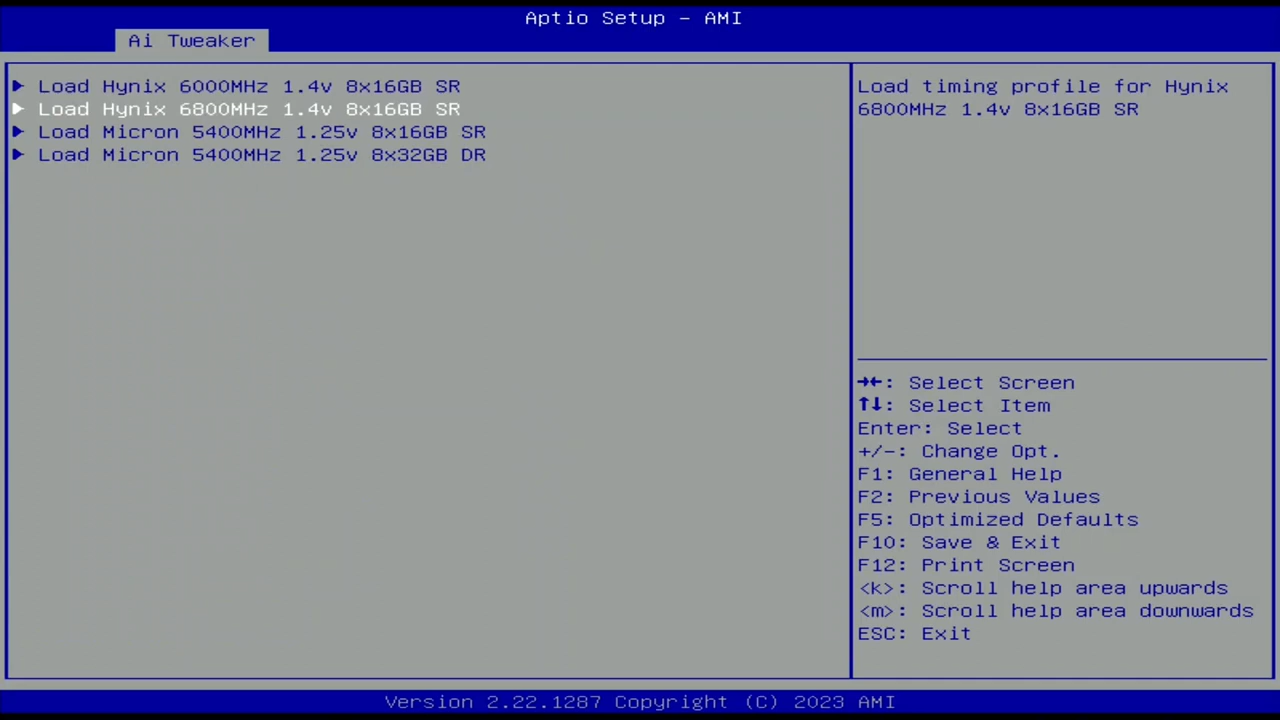 Aptio Setup - AMI
Ai Tweaker
Load Hynix 6000MHz 1.4v 8x16GB SR
Load Hynix 6800MHz 1.4v 8x16GB SR
Load Micron 5400MHz 1.25v 8x16GB SR
Load Micron 5400MHz 1.25v 8x32GB DR
Load timing profile for Hynix
6800MHz 1.4v 8x16GB SR
→←: Select Screen
↑↓: Select Item
Enter: Select
+/-: Change Opt.
F1: General Help
F2: Previous Values
F5: Optimized Defaults
F10: Save & Exit
F12: Print Screen
<k>: Scroll help area upwards
<m>: Scroll help area downwards
ESC: Exit
Version 2.22.1287 Copyright (C) 2023 AMI